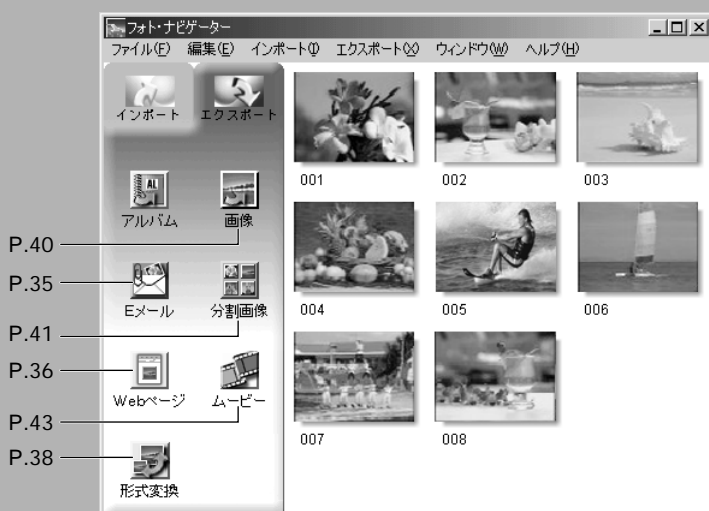 フォト・ナビゲーター
ファイル(F) 編集(E) インポート(I) エクスポート(X) ウィンドウ(W) ヘルプ(H)
インポート エクスポート
001 002 003
AL
アルバム 画像
P.40
P.35
004 005 006
Eメール 分割画像
P.41
P.36
Webページ ムービー
P.43
007 008
P.38
形式変換